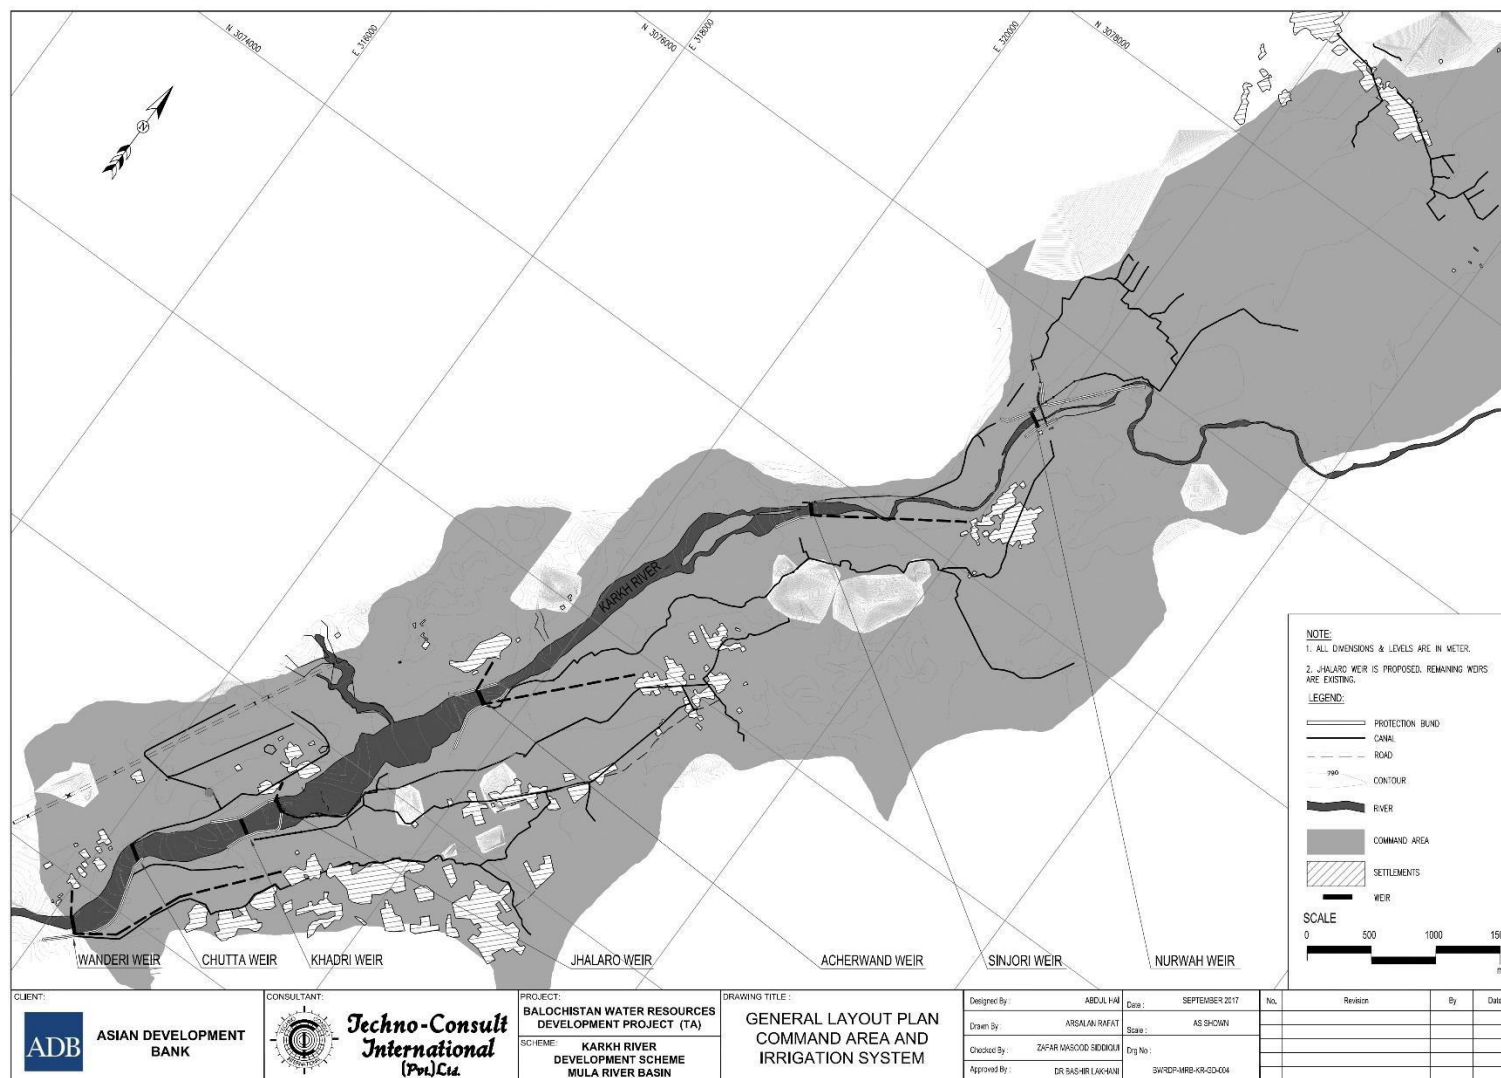 N 3074000
E 316000
N 3076000
E 318000
E 320000
N 3078000
N
KARKH RIVER
NOTE:
1. ALL DIMENSIONS & LEVELS ARE IN METER.
2. JHALARO WEIR IS PROPOSED. REMAINING WEIRS
ARE EXISTING.
LEGEND:
PROTECTION BUND
CANAL
ROAD
790
CONTOUR
RIVER
COMMAND AREA
SETTLEMENTS
WEIR
SCALE
0 500 1000 150
m
WANDERI WEIR
CHUTTA WEIR
KHADRI WEIR
JHALARO WEIR
ACHERWAND WEIR
SINJORI WEIR
NURWAH WEIR
CLIENT:
ADB
ASIAN DEVELOPMENT
BANK
CONSULTANT:
Techno-Consult
International
(Pvt.)Ltd.
PROJECT:
BALOCHISTAN WATER RESOURCES
DEVELOPMENT PROJECT (TA)
SCHEME:
KARKH RIVER
DEVELOPMENT SCHEME
MULA RIVER BASIN
DRAWING TITLE :
GENERAL LAYOUT PLAN
COMMAND AREA AND
IRRIGATION SYSTEM
Designed By : ABDUL HAI
Drawn By : ARSALAN RAFAT
Checked By : ZAFAR MASOOD SIDDIQUI
Approved By : DR BASHIR LAKHANI
Date : SEPTEMBER 2017
Scale : AS SHOWN
Drg No :
BWRDP-MRB-KR-GD-004
No. Revision By Date